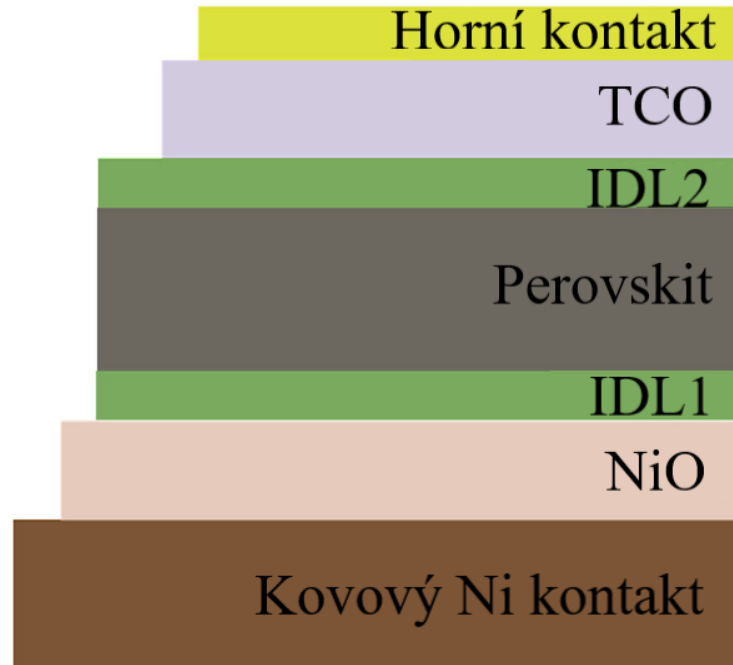 Horní kontakt
TCO
IDL2
Perovskit
IDL1
NiO
Kovový Ni kontakt